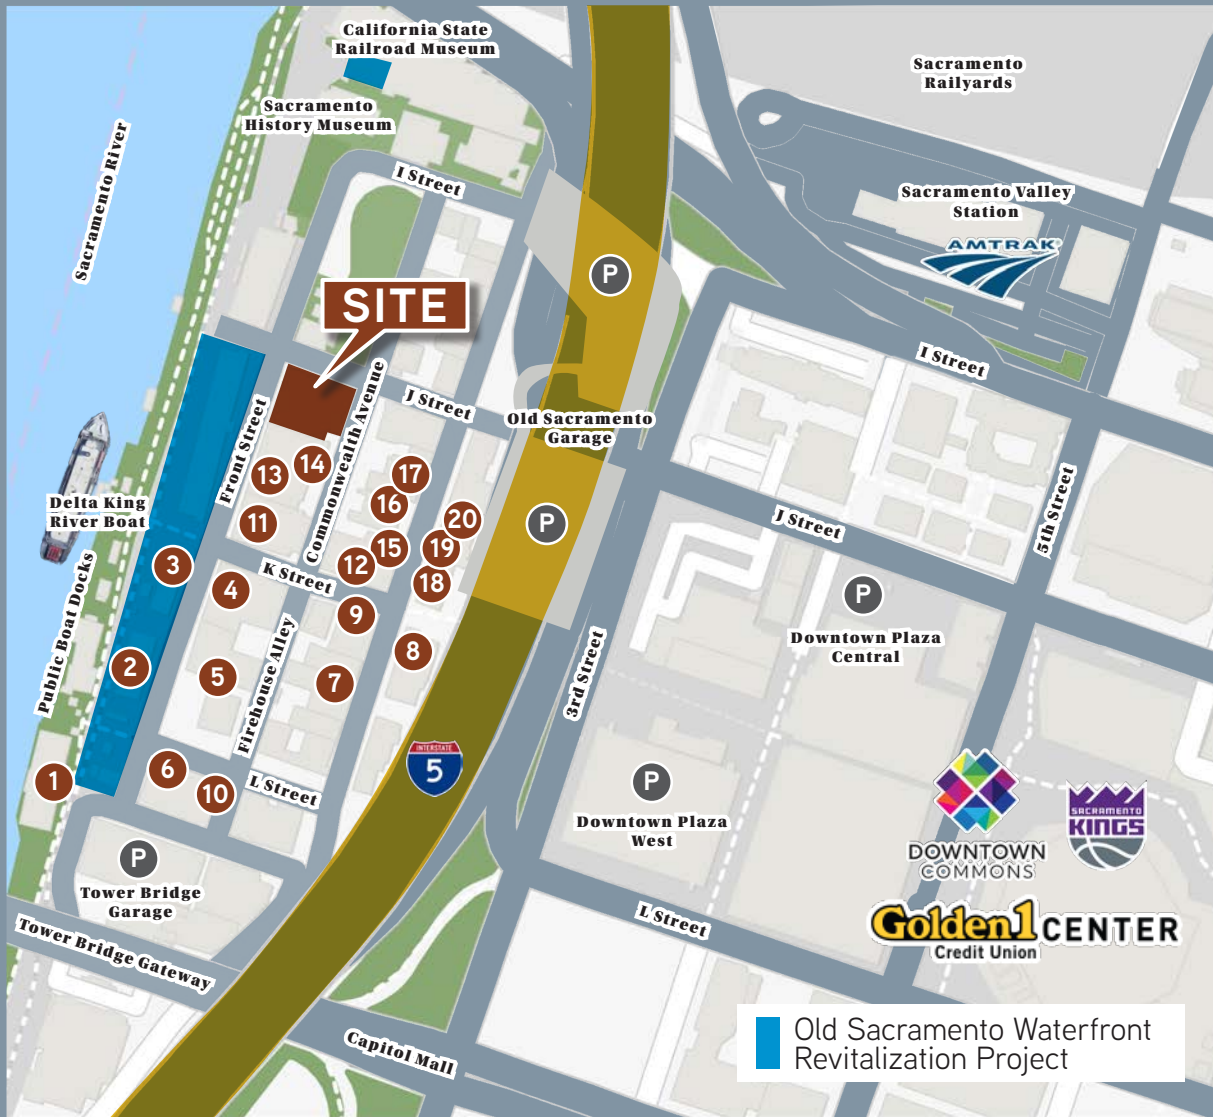 California State
Railroad Museum
Sacramento
Railyards
Sacramento
History Museum
Sacramento River
I Street
Sacramento Valley
Station
AMTRAK
P
SITE
I Street
Commonwealth Avenue
J Street
Front Street
Old Sacramento
Garage
17
14
13
16
Delta King
River Boat
11
20
P
J Street
5th Street
15
19
12
3
K Street
18
4
P
9
Public Boat Docks
Downtown Plaza
Central
8
2
5
7
Firehouse Alley
3rd Street
INTERSTATE
5
6
1
10
L Street
P
Downtown Plaza
West
DOWNTOWN
COMMONS
SACRAMENTO
KINGS
P
Tower Bridge
Garage
L Street
Golden 1 CENTER
Credit Union
Tower Bridge Gateway
Capitol Mall
Old Sacramento Waterfront
Revitalization Project